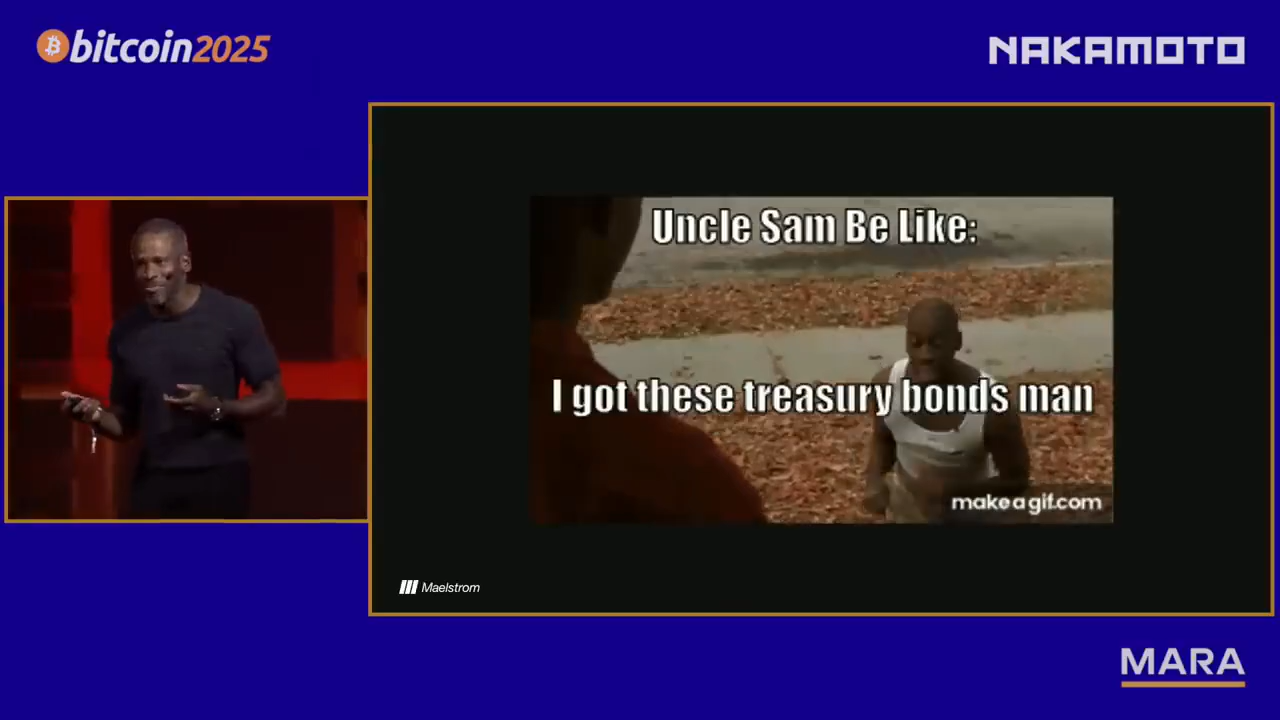 bitcoin2025
NAKAMOTO
Uncle Sam Be Like:
I got these treasury bonds man
makeagif.com
Maelstrom
MARA